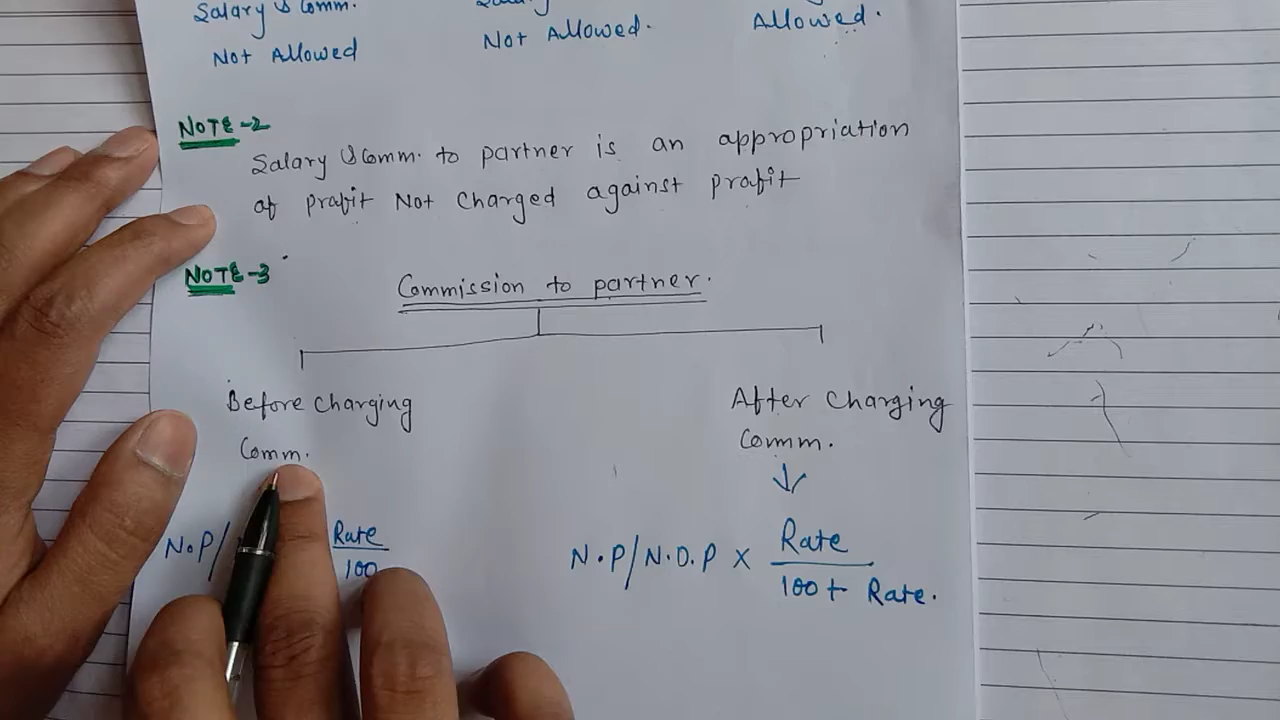 Salary & Comm.
Not Allowed
Not Allowed.
Allowed.
NOTE-2
Salary & Comm. to partner is an appropriation
of profit Not Charged against profit
NOTE-3
Commission to partner.
Before Charging
Comm.
After Charging
Comm.
N.P/
Rate
100
N.P/N.D.P × Rate
100 + Rate.